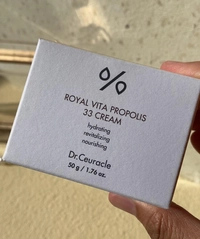 ROYAL VITA PROPOLIS
33 CREAM
hydrating
revitalizing
nourishing
Dr.Ceuracle
50 g / 1.76 oz.